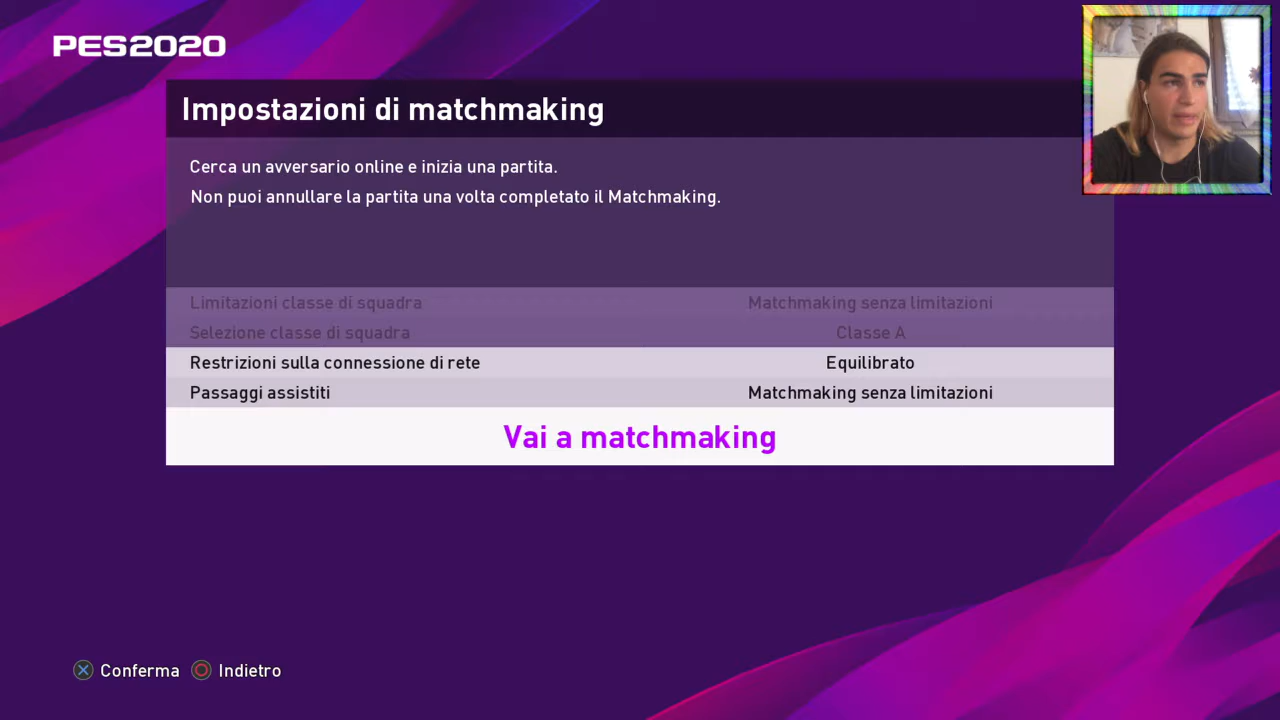 PES2020
Impostazioni di matchmaking
Cerca un avversario online e inizia una partita.
Non puoi annullare la partita una volta completato il Matchmaking.
Limitazioni classe di squadra Matchmaking senza limitazioni
Selezione classe di squadra Classe A
Restrizioni sulla connessione di rete Equilibrato
Passaggi assistiti Matchmaking senza limitazioni
Vai a matchmaking
Conferma Indietro